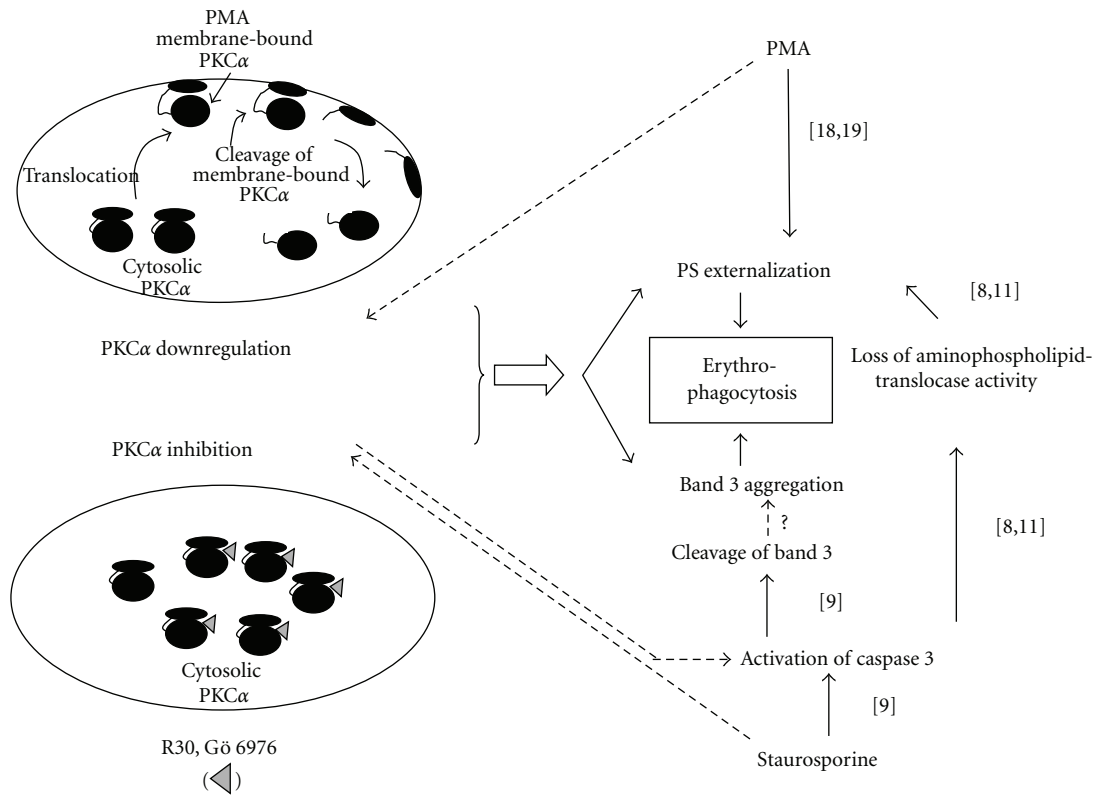 PMA
membrane-bound
PKCα
Translocation
Cleavage of
membrane-bound
PKCα
Cytosolic
PKCα
PKCα downregulation
PKCα inhibition
Cytosolic
PKCα
R30, Gö 6976
( )
PMA
[18,19]
PS externalization
[8,11]
Erythro-
phagocytosis
Loss of aminophospholipid-
translocase activity
Band 3 aggregation
?
Cleavage of band 3
[8,11]
[9]
Activation of caspase 3
[9]
Staurosporine